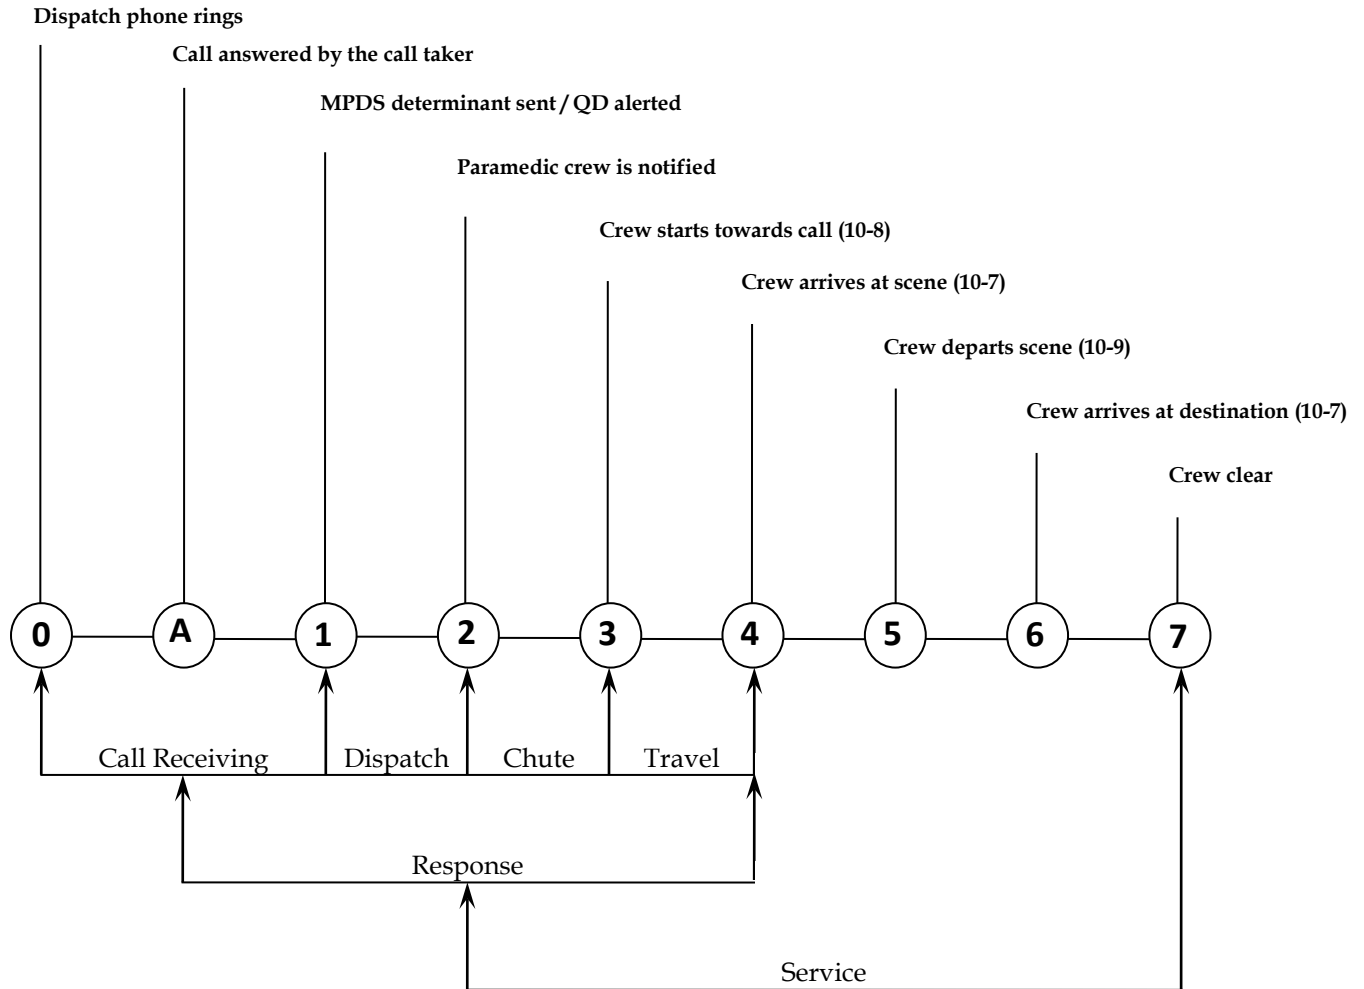 Dispatch phone rings
Call answered by the call taker
MPDS determinant sent / QD alerted
Paramedic crew is notified
Crew starts towards call (10-8)
Crew arrives at scene (10-7)
Crew departs scene (10-9)
Crew arrives at destination (10-7)
Crew clear
0 A 1 2 3 4 5 6 7
Call Receiving Dispatch Chute Travel
Response
Service